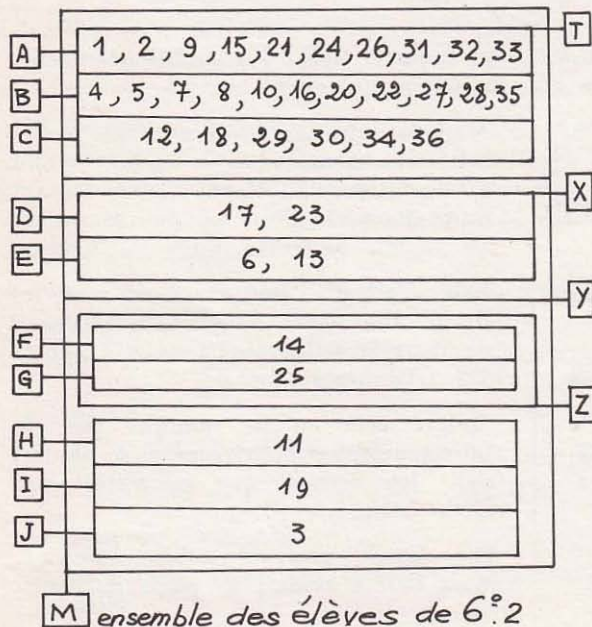 T
A 1, 2, 9, 15, 21, 24, 26, 31, 32, 33
B 4, 5, 7, 8, 10, 16, 20, 22, 27, 28, 35
C 12, 18, 29, 30, 34, 36
X
D 17, 23
E 6, 13
Y
F 14
G 25
Z
H 11
I 19
J 3
M ensemble des élèves de 6º.2